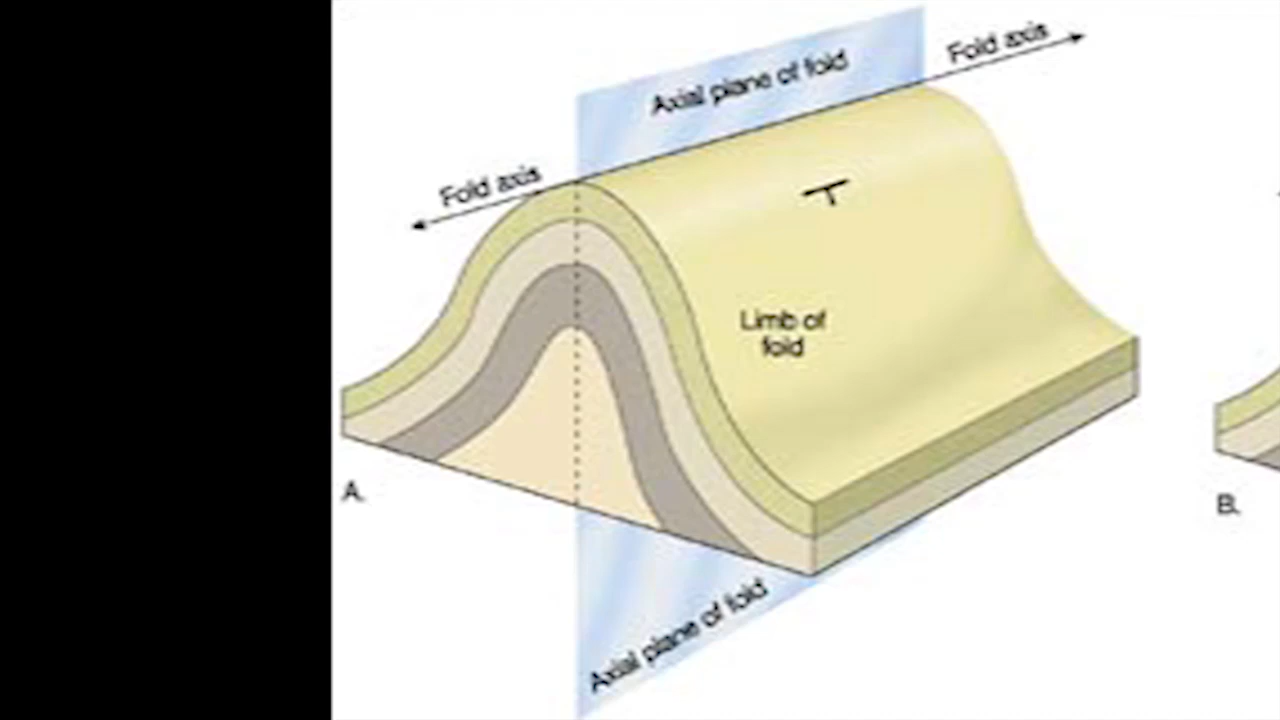 Axial plane of fold
Fold axis
Fold axis
Limb of
fold
A.
B.
Axial plane of fold